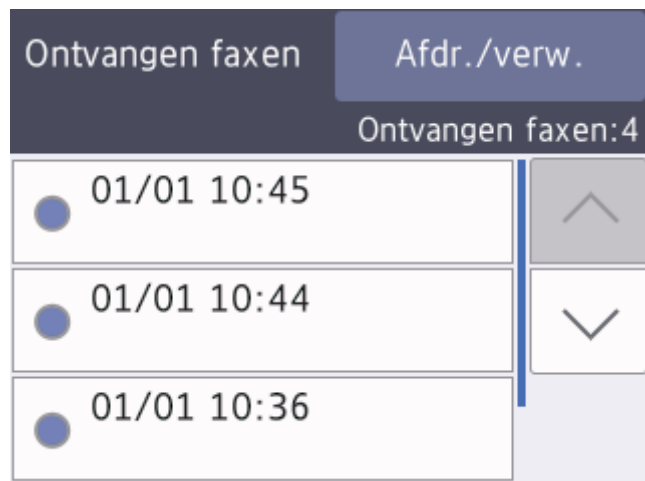 Ontvangen faxen
Afdr./verw.
Ontvangen faxen:4
01/01 10:45
01/01 10:44
01/01 10:36